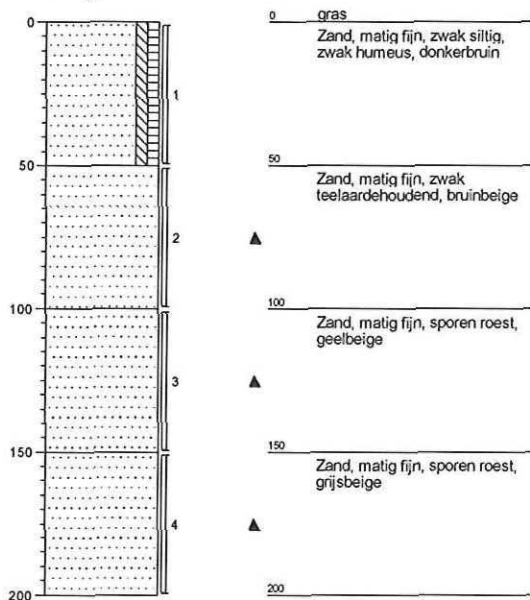 0
0
gras
Zand, matig fijn, zwak siltig,
zwak humeus, donkerbruin
1
50
50
Zand, matig fijn, zwak
teelaardehoudend, bruinbeige
2
100
100
Zand, matig fijn, sporen roest,
geelbeige
3
150
150
Zand, matig fijn, sporen roest,
grijsbeige
4
200
200